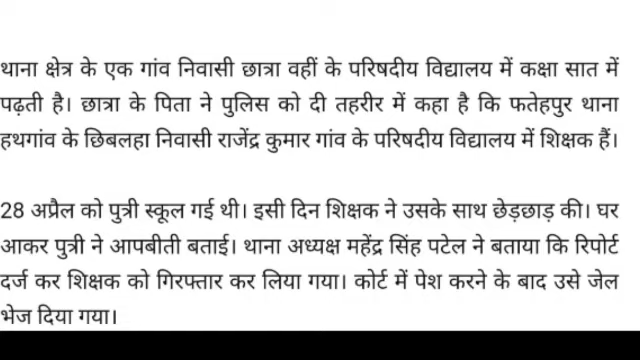 थाना क्षेत्र के एक गांव निवासी छात्रा वहीं के परिषदीय विद्यालय में कक्षा सात में
पढ़ती है। छात्रा के पिता ने पुलिस को दी तहरीर में कहा है कि फतेहपुर थाना
हथगांव के छिबलहा निवासी राजेंद्र कुमार गांव के परिषदीय विद्यालय में शिक्षक हैं।
28 अप्रैल को पुत्री स्कूल गई थी। इसी दिन शिक्षक ने उसके साथ छेड़छाड़ की। घर
आकर पुत्री ने आपबीती बताई। थाना अध्यक्ष महेंद्र सिंह पटेल ने बताया कि रिपोर्ट
दर्ज कर शिक्षक को गिरफ्तार कर लिया गया। कोर्ट में पेश करने के बाद उसे जेल
भेज दिया गया।